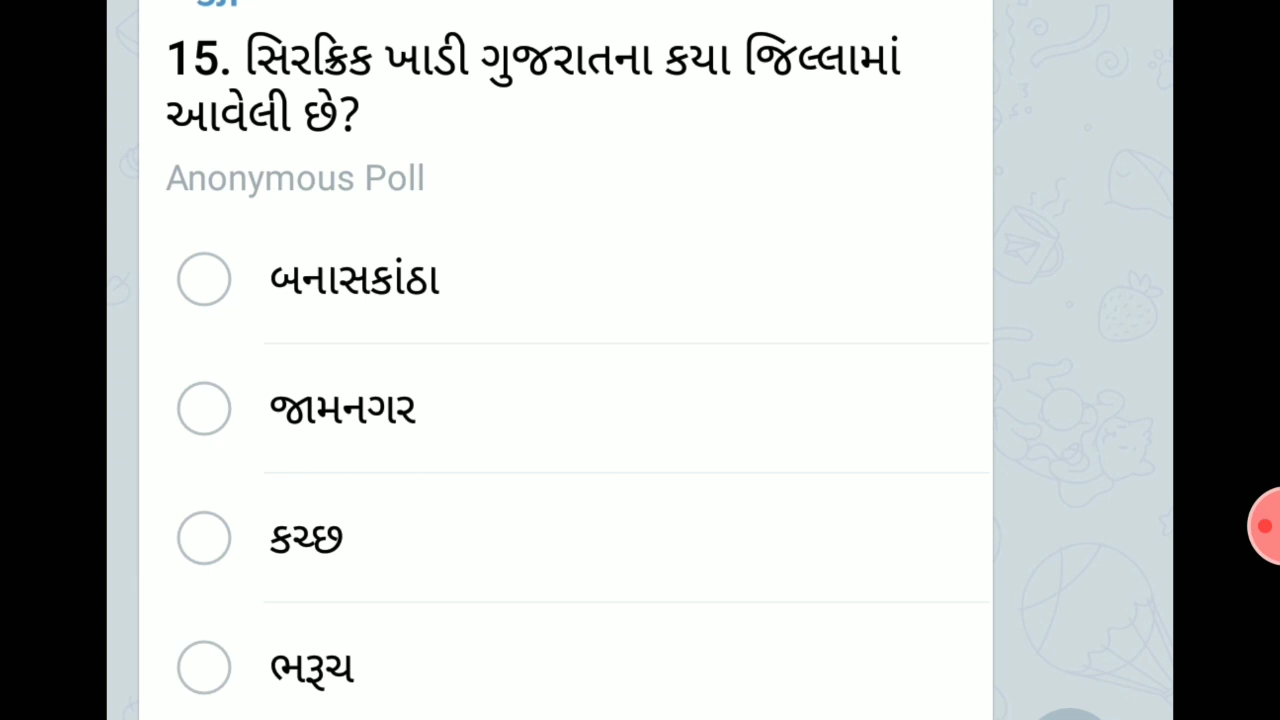 15. સિરક્રિક ખાડી ગુજરાતના કયા જિલ્લામાં
આવેલી છે?
Anonymous Poll
બનાસકાંઠા
જામનગર
કચ્છ
ભરૂચ